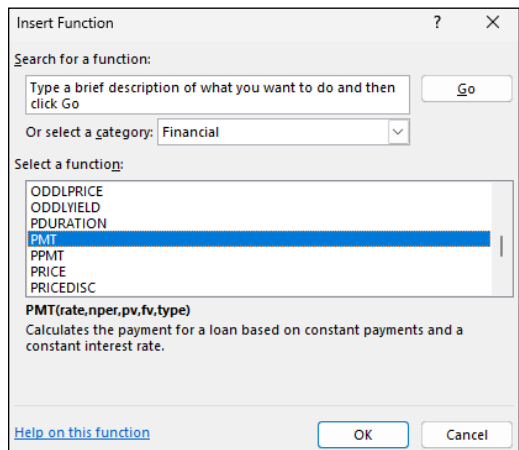 Insert Function
?
Search for a function:
Type a brief description of what you want to do and then
click Go
Go
Or select a category: Financial
Select a function:
ODDLPRICE
ODDLYIELD
PDURATION
PMT
PPMT
PRICE
PRICEDISC
PMT(rate,nper,pv,fv,type)
Calculates the payment for a loan based on constant payments and a
constant interest rate.
Help on this function
OK
Cancel